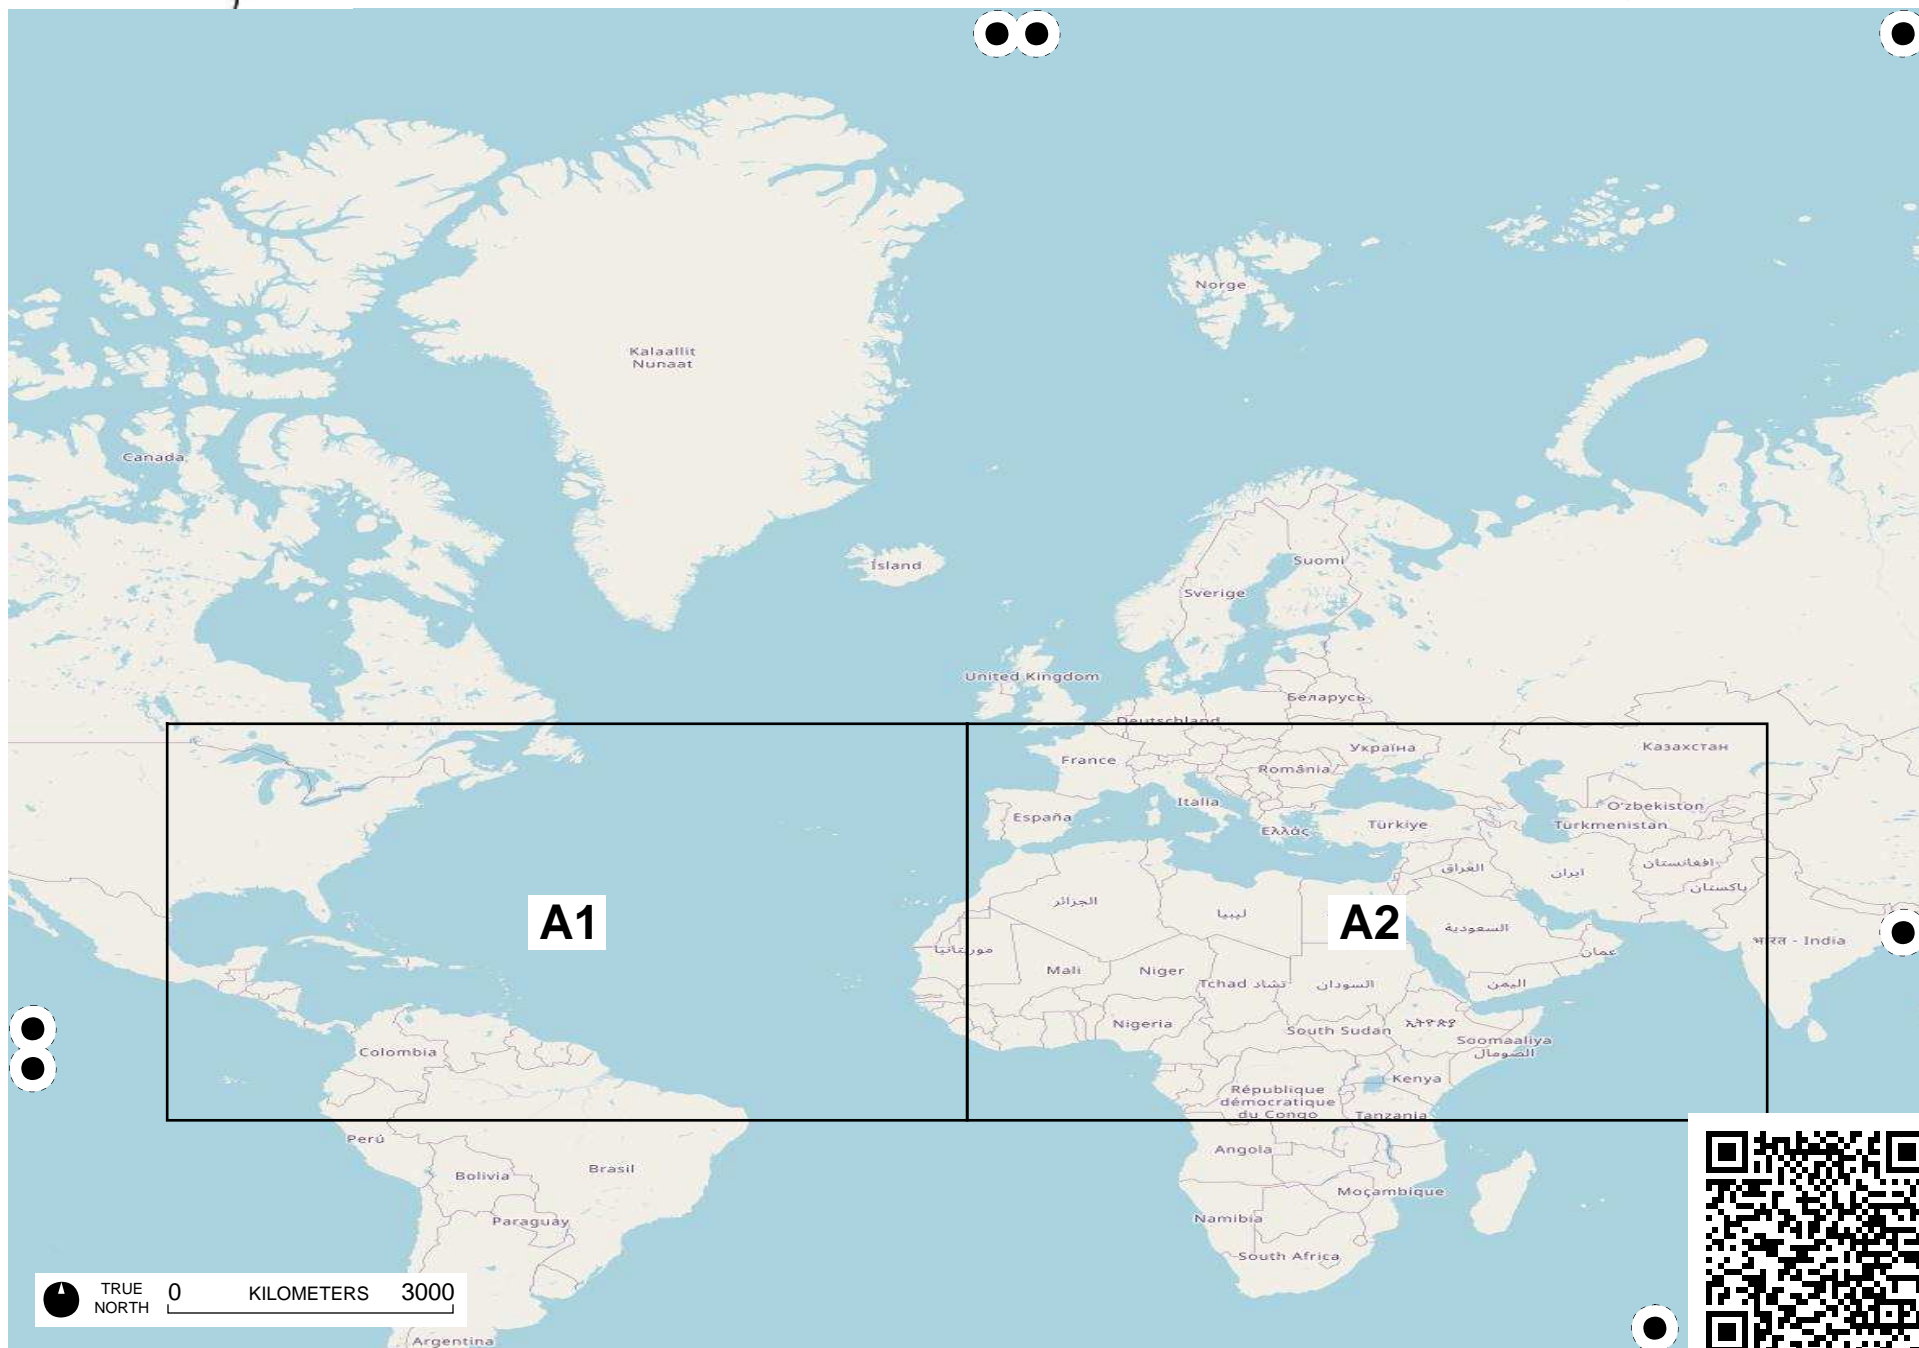 Norge
Kalaallit
Nunaat
Canada
Suomi
Ísland
Sverige
United Kingdom
Беларусь
Deutschland
Україна
Казахстан
France
România
Italia
O'zbekiston
España
Türkiye
Türkmenistan
Ελλάς
العراق
ایران
افغانستان
پاکستان
الجزائر
ليبيا
A1
A2
السعودية
भारत - India
موريتانيا
عمان
Mali
Niger
Tchad تشاد
السودان
اليمن
Nigeria
South Sudan
ኢትዮጵያ
Soomaaliya
الصومال
Colombia
Kenya
République
démocratique
du Congo
Tanzania
Perú
Angola
Bolivia
Brasil
Moçambique
Paraguay
Namibia
South Africa
TRUE
NORTH
0 KILOMETERS 3000
Argentina